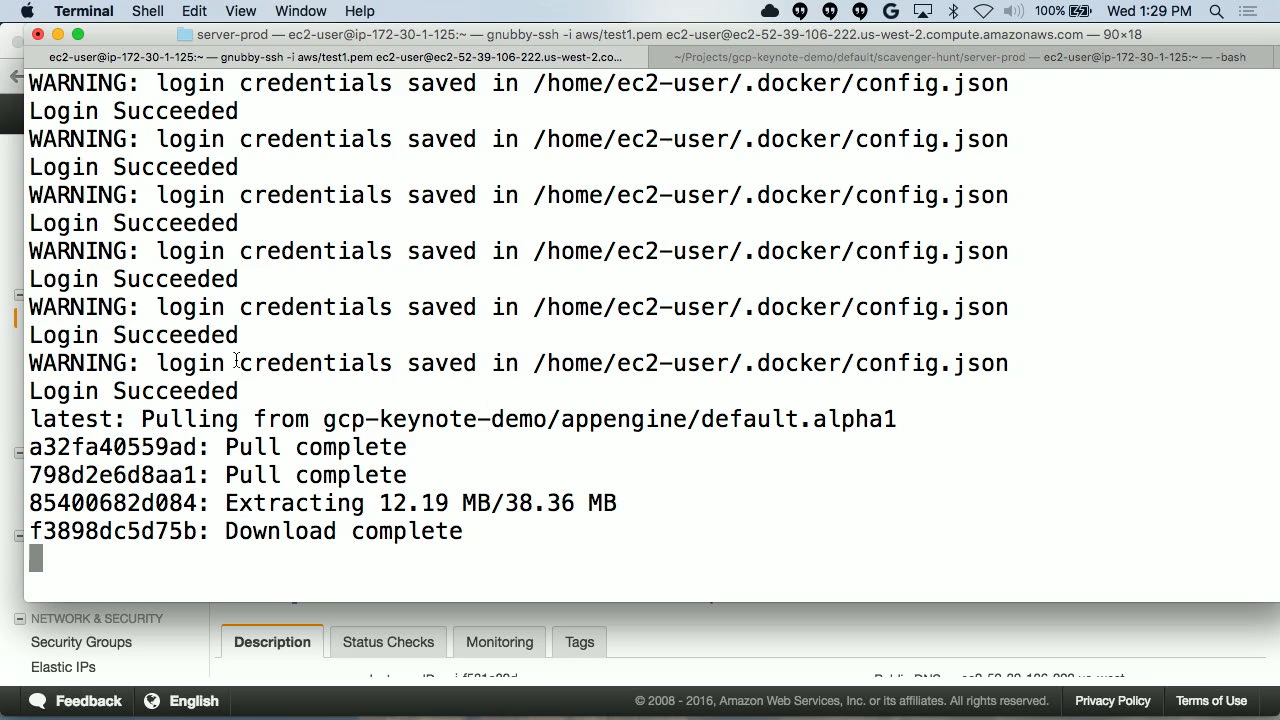 Terminal Shell Edit View Window Help 100% Wed 1:29 PM
server-prod — ec2-user@ip-172-30-1-125:~ — gnubby-ssh -i aws/test1.pem ec2-user@ec2-52-39-106-222.us-west-2.compute.amazonaws.com — 90×18
ec2-user@ip-172-30-1-125:~ — gnubby-ssh -i aws/test1.pem ec2-user@ec2-52-39-106-222.us-west-2.co... ~/Projects/gcp-keynote-demo/default/scavenger-hunt/server-prod — ec2-user@ip-172-30-1-125:~ — -bash
WARNING: login credentials saved in /home/ec2-user/.docker/config.json
Login Succeeded
WARNING: login credentials saved in /home/ec2-user/.docker/config.json
Login Succeeded
WARNING: login credentials saved in /home/ec2-user/.docker/config.json
Login Succeeded
WARNING: login credentials saved in /home/ec2-user/.docker/config.json
Login Succeeded
WARNING: login credentials saved in /home/ec2-user/.docker/config.json
Login Succeeded
WARNING: login credentials saved in /home/ec2-user/.docker/config.json
Login Succeeded
latest: Pulling from gcp-keynote-demo/appengine/default.alpha1
a32fa40559ad: Pull complete
798d2e6d8aa1: Pull complete
85400682d084: Extracting 12.19 MB/38.36 MB
f3898dc5d75b: Download complete
NETWORK & SECURITY
Security Groups
Elastic IPs
Description Status Checks Monitoring Tags
Feedback English © 2008 - 2016, Amazon Web Services, Inc. or its affiliates. All rights reserved. Privacy Policy Terms of Use